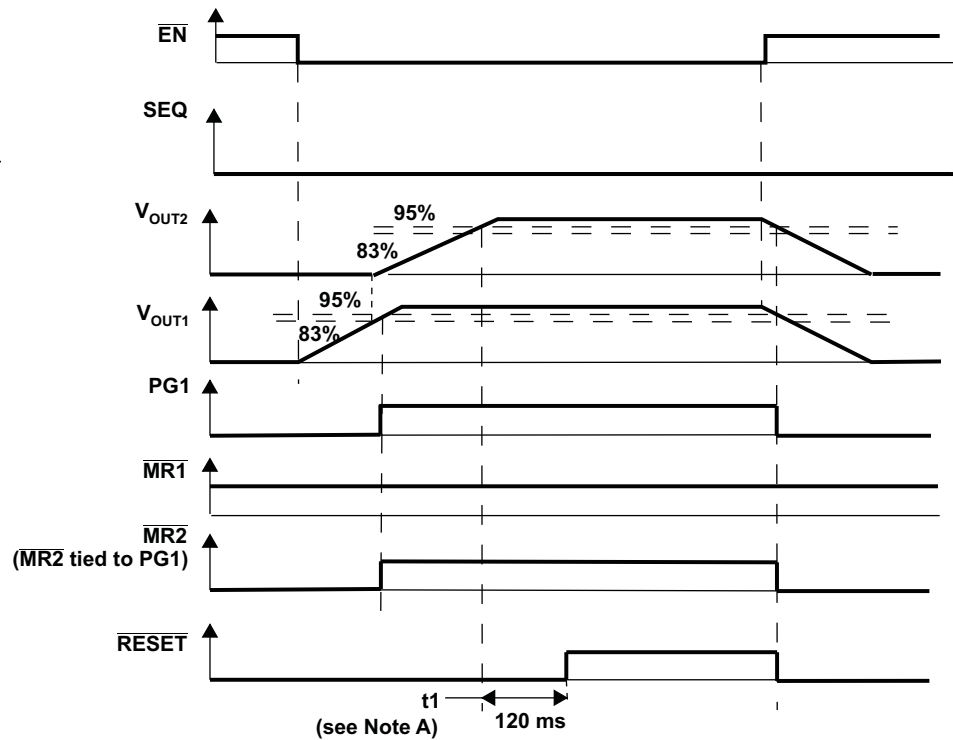 EN
SEQ
VOUT2
95%
83%
VOUT1
95%
83%
PG1
MR1
MR2
(MR2 tied to PG1)
RESET
t1
(see Note A)
120 ms